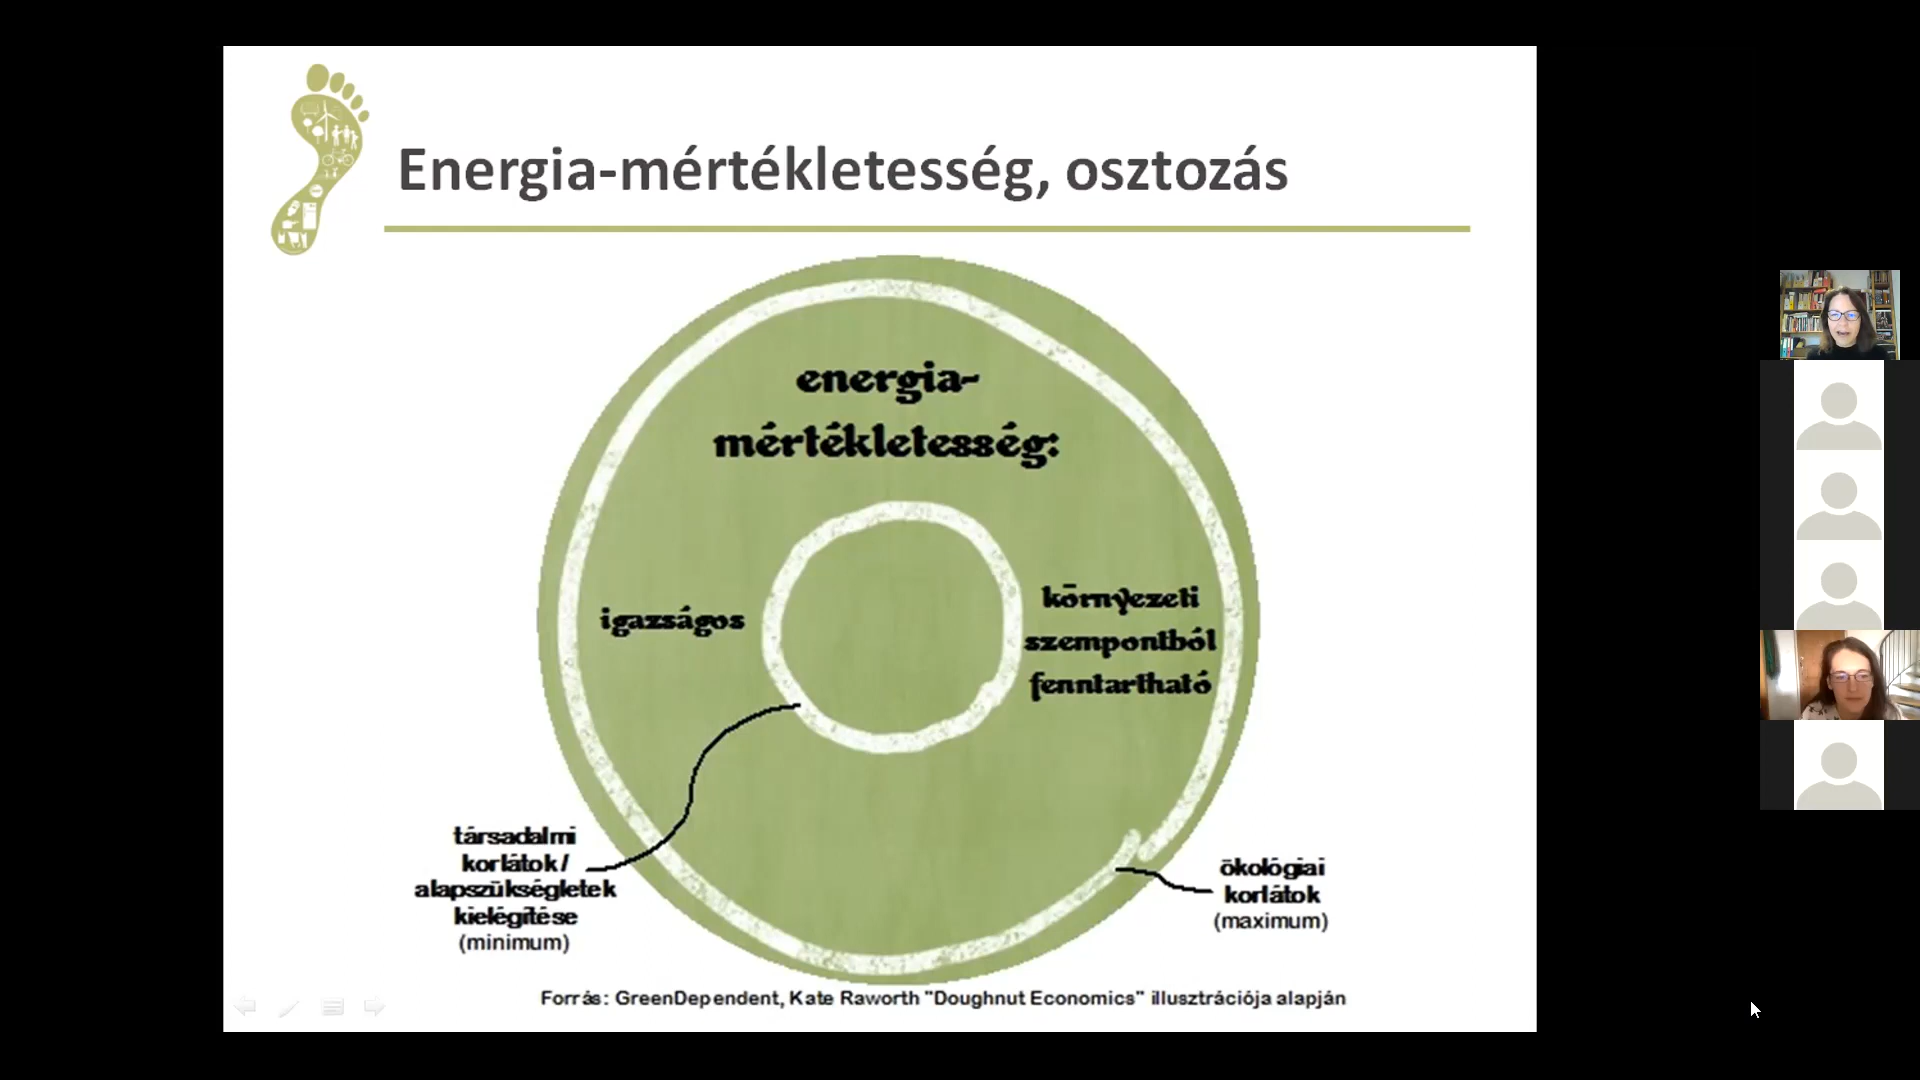 Energia-mértékletesség, osztozás
energia-
mértékletesség:
igazságos
környezeti
szempontból
fenntartható
társadalmi
korlátok /
alapszükségletek
kielégítése
(minimum)
ökológiai
korlátok
(maximum)
Forrás: GreenDependent, Kate Raworth "Doughnut Economics" illusztrációja alapján